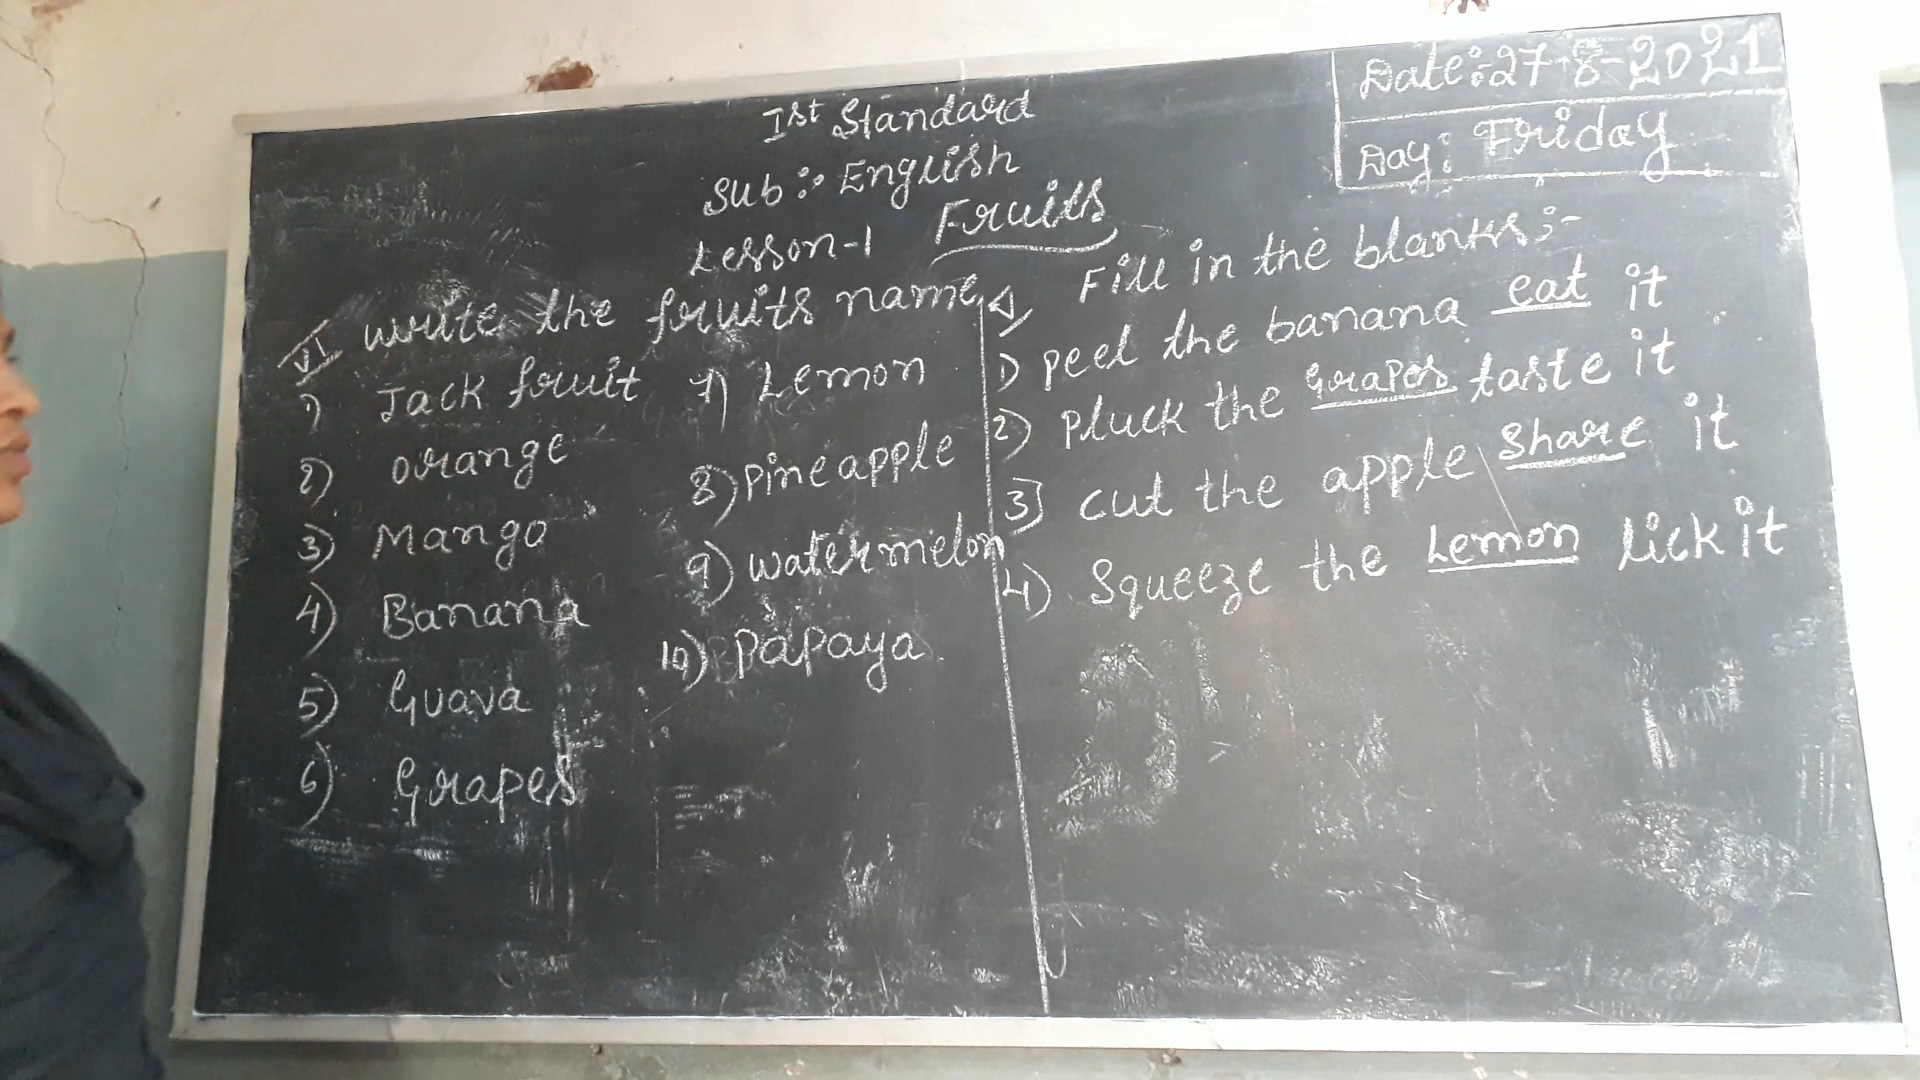 Date: 27-8-2021
Day: Friday
Ist Standard
Sub: English
Lesson-1 Fruits
VI write the fruits name
1) Jack fruit
2) orange
3) Mango
4) Banana
5) Guava
6) Grapes
7) Lemon
8) Pineapple
9) watermelon
10) Papaya
Fill in the blanks:-
1) peel the banana eat it
2) Pluck the Grapes taste it
3) cut the apple Share it
4) Squeeze the Lemon lick it